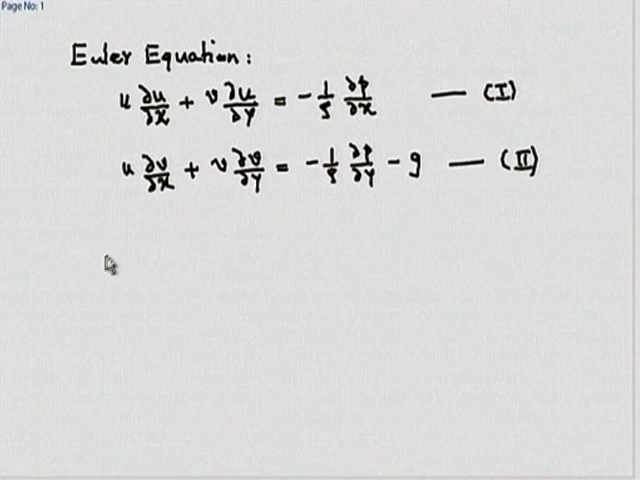 Page No: 1
Euler Equation:
u ∂u/∂x + v ∂u/∂y = - 1/ρ ∂p/∂x — (I)
u ∂v/∂x + v ∂v/∂y = - 1/ρ ∂p/∂y - g — (II)